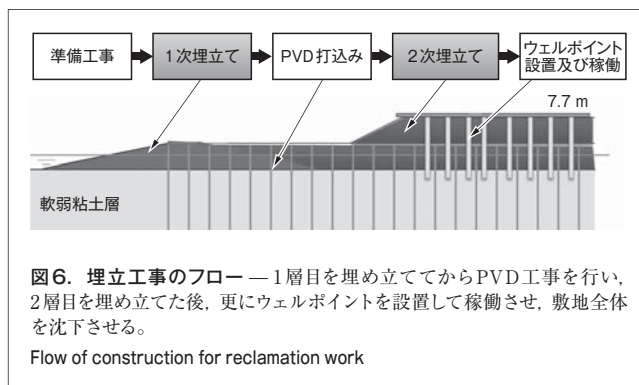 準備工事
1次埋立て
PVD打込み
2次埋立て
ウェルポイント
設置及び稼働
7.7 m
軟弱粘土層
図6. 埋立工事のフロー — 1層目を埋め立ててからPVD工事を行い,
2層目を埋め立てた後, 更にウェルポイントを設置して稼働させ, 敷地全体
を沈下させる。
Flow of construction for reclamation work